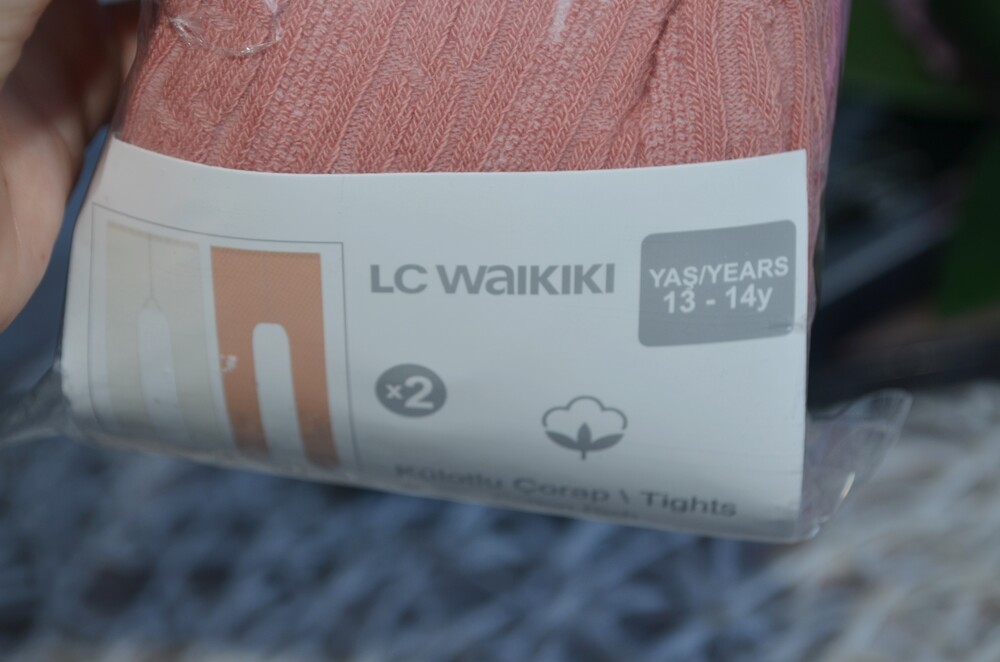 LC WAIKIKI
YAŞ/YEARS
13 - 14y
x2
Külotlu Çorap \ Tights